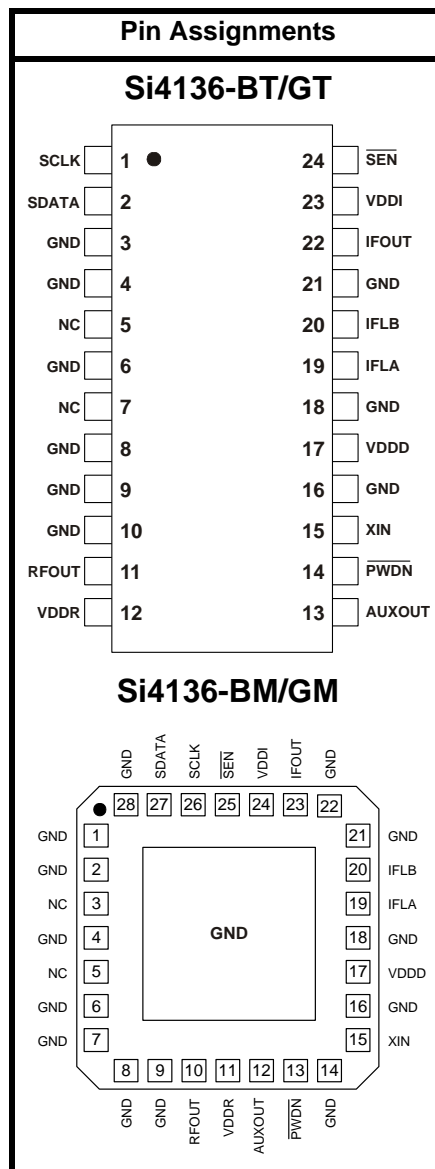 Pin Assignments
Si4136-BT/GT
SCLK 1 24 SEN
SDATA 2 23 VDDI
GND 3 22 IFOUT
GND 4 21 GND
NC 5 20 IFLB
GND 6 19 IFLA
NC 7 18 GND
GND 8 17 VDDD
GND 9 16 GND
GND 10 15 XIN
RFOUT 11 14 PWDN
VDDR 12 13 AUXOUT
Si4136-BM/GM
GND SDATA SCLK SEN VDDI IFOUT GND
28 27 26 25 24 23 22
GND 1 21 GND
GND 2 20 IFLB
NC 3 19 IFLA
GND 4 GND 18 GND
NC 5 17 VDDD
GND 6 16 GND
GND 7 15 XIN
8 9 10 11 12 13 14
GND GND RFOUT VDDR AUXOUT PWDN GND